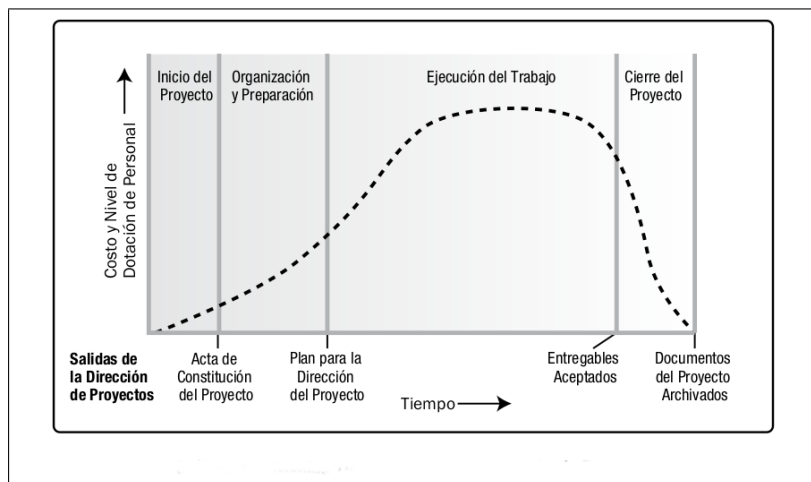 Inicio del
Proyecto
Organización
y Preparación
Ejecución del Trabajo
Cierre del
Proyecto
Costo y Nivel de
Dotación de Personal
Salidas de
la Dirección
de Proyectos
Acta de
Constitución
del Proyecto
Plan para la
Dirección
del Proyecto
Tiempo
Entregables
Aceptados
Documentos
del Proyecto
Archivados